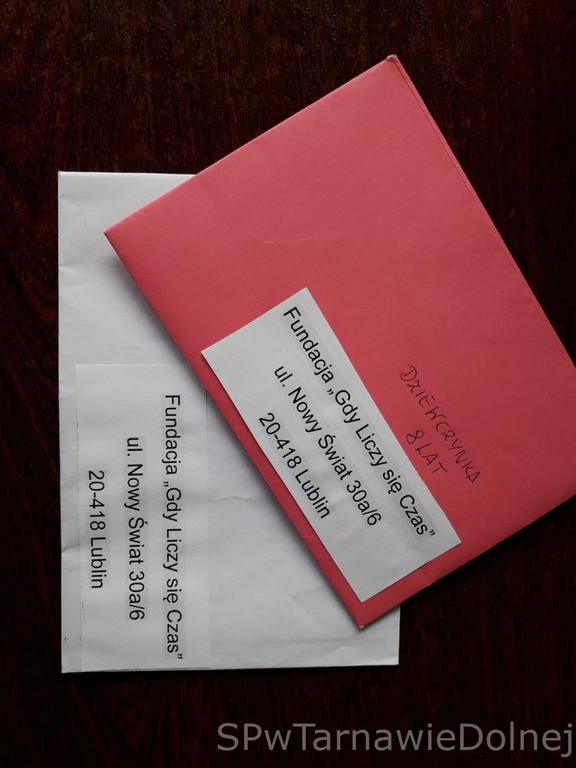 DZIEWCZYNKA
8 LAT
Fundacja „Gdy Liczy się Czas”
ul. Nowy Świat 30a/6
20-418 Lublin
Fundacja „Gdy Liczy się Czas”
ul. Nowy Świat 30a/6
20-418 Lublin
SPwTarnawieDolnej